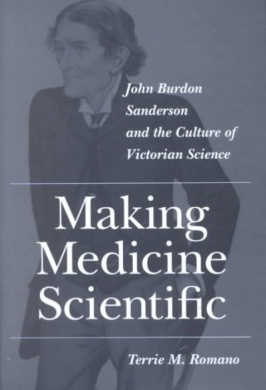 John Burdon
Sanderson
and the Culture of
Victorian Science
Making
Medicine
Scientific
Terrie M. Romano